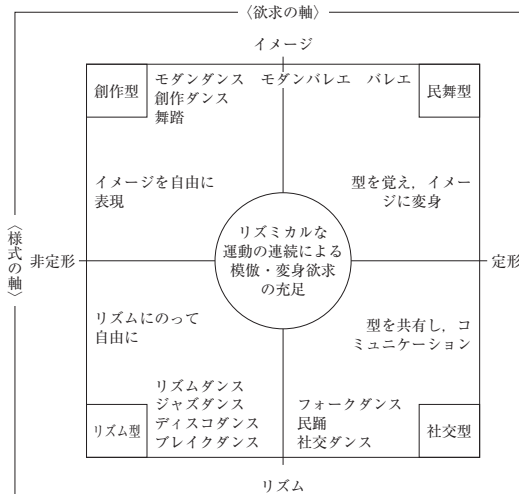 〈欲求の軸〉
イメージ
創作型
モダンダンス　モダンバレエ　バレエ
創作ダンス
舞踏
民舞型
イメージを自由に
表現
型を覚え，イメー
ジに変身
〈様式の軸〉
非定形
リズミカルな
運動の連続による
模倣・変身欲求
の充足
定形
リズムにのって
自由に
型を共有し，コ
ミュニケーション
リズム型
リズムダンス
ジャズダンス
ディスコダンス
ブレイクダンス
フォークダンス
民踊
社交ダンス
社交型
リズム